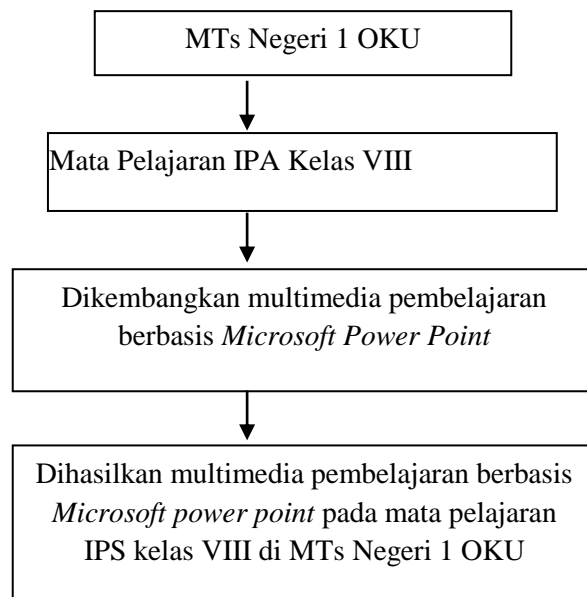 MTs Negeri 1 OKU
Mata Pelajaran IPA Kelas VIII
Dikembangkan multimedia pembelajaran
berbasis Microsoft Power Point
Dihasilkan multimedia pembelajaran berbasis
Microsoft power point pada mata pelajaran
IPS kelas VIII di MTs Negeri 1 OKU